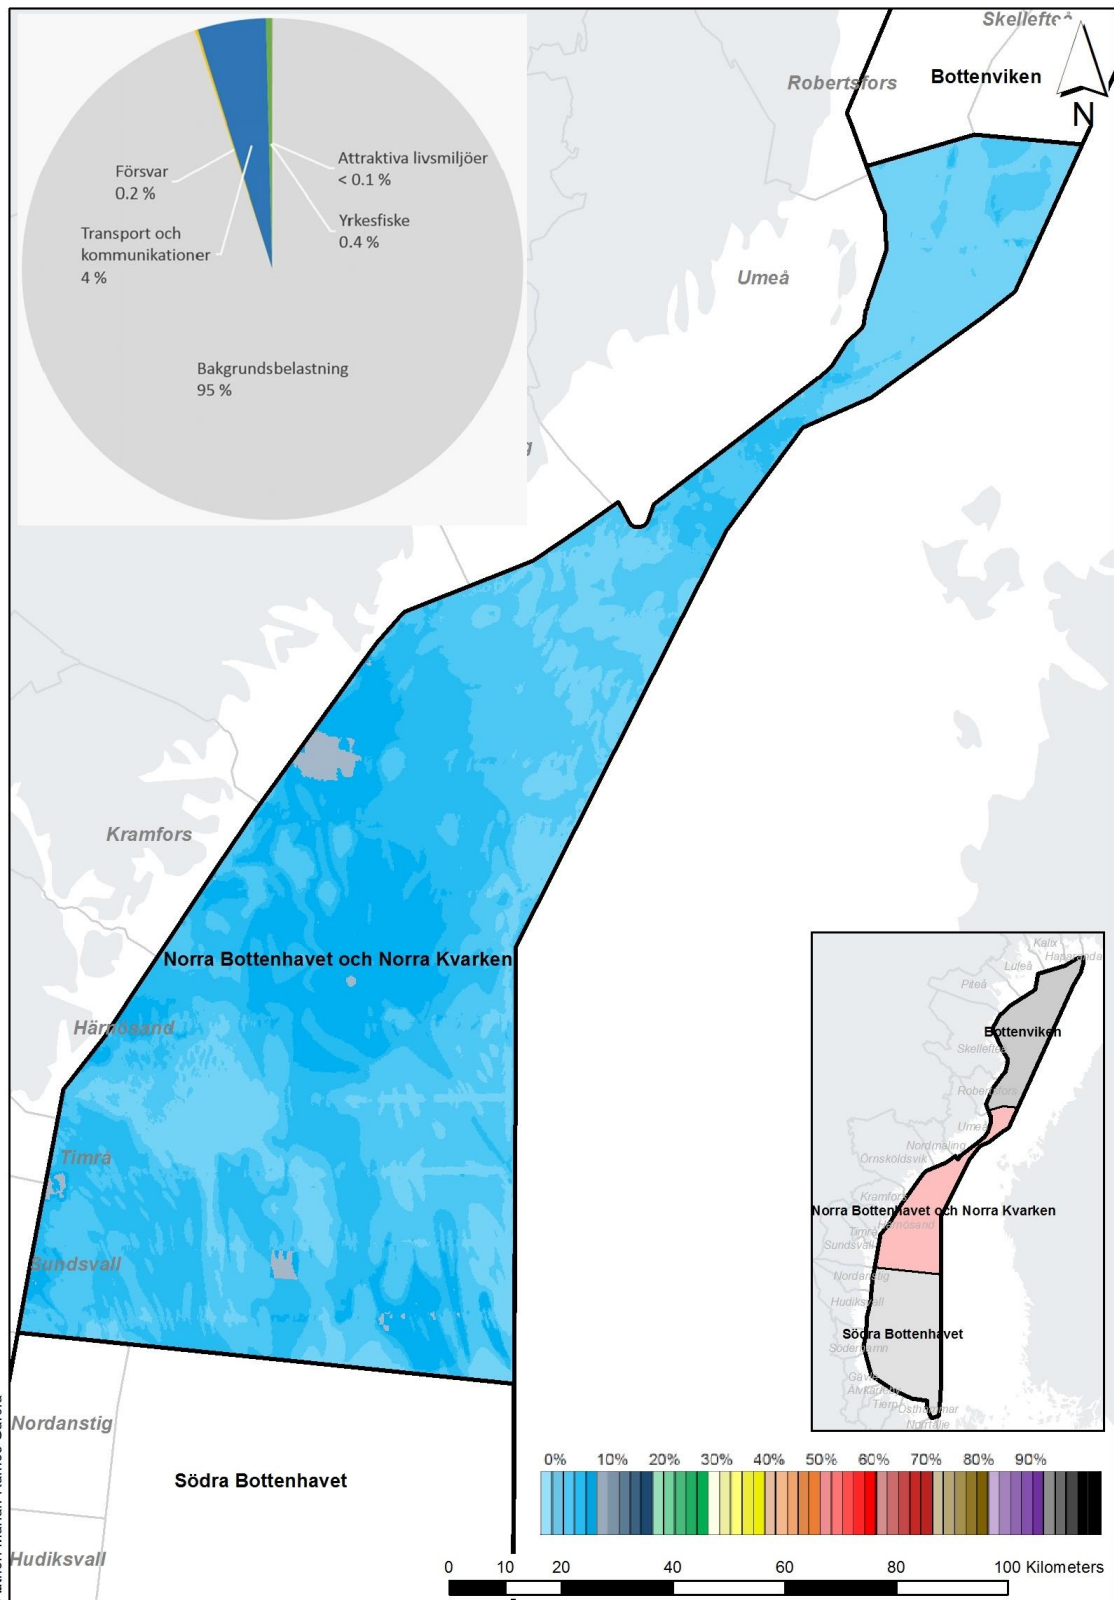 Försvar
0.2 %
Transport och
kommunikationer
4 %
Attraktiva livsmiljöer
< 0.1 %
Yrkesfiske
0.4 %
Bakgrundsbelastning
95 %
Robertsfors
Bottenviken
N
Umeå
Kramfors
Norra Bottenhavet och Norra Kvarken
Härnösand
Timrå
Sundsvall
Nordanstig
Södra Bottenhavet
Hudiksvall
Kalix
Haparanda
Luleå
Piteå
Bottenviken
Skellefteå
Robertsfors
Umeå
Nordmaling
Örnsköldsvik
Kramfors
Norra Bottenhavet och Norra Kvarken
Härnösand
Timrå
Sundsvall
Nordanstig
Hudiksvall
Södra Bottenhavet
Söderhamn
Gävle
Älvkarleby
Tierp
Östhammar
Norrtälje
0% 10% 20% 30% 40% 50% 60% 70% 80% 90%
0 10 20 40 60 80 100 Kilometers